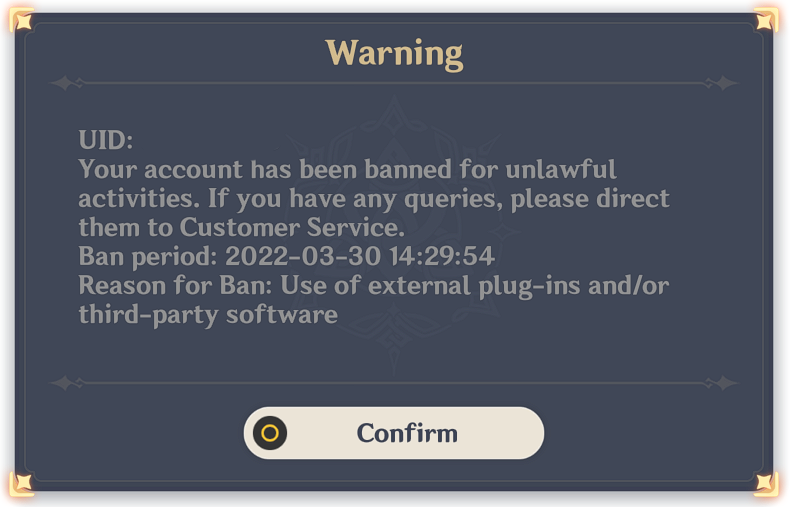 Warning
UID:
Your account has been banned for unlawful
activities. If you have any queries, please direct
them to Customer Service.
Ban period: 2022-03-30 14:29:54
Reason for Ban: Use of external plug-ins and/or
third-party software
Confirm